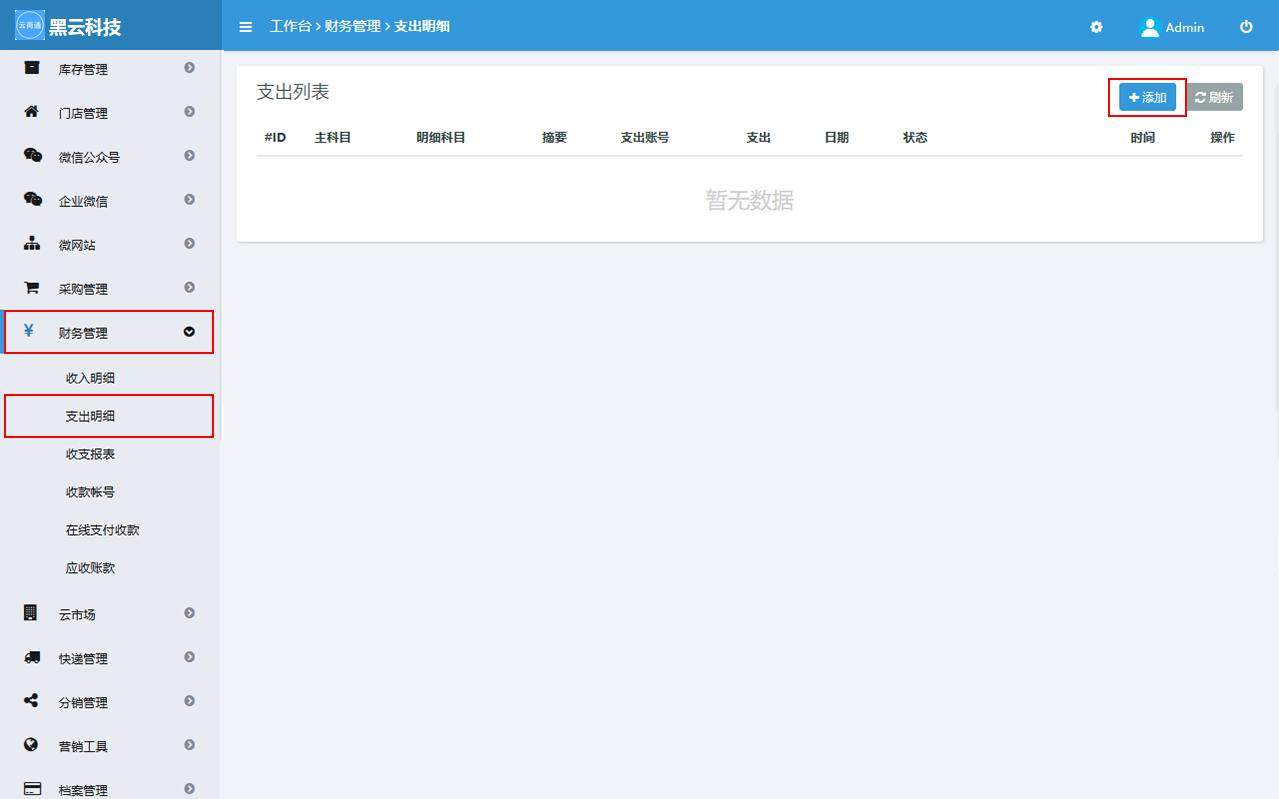 云商通 黑云科技
工作台 > 财务管理 > 支出明细
Admin
库存管理
门店管理
微信公众号
企业微信
微网站
采购管理
¥ 财务管理
收入明细
支出明细
收支报表
收款帐号
在线支付收款
应收账款
云市场
快递管理
分销管理
营销工具
档案管理
支出列表
+ 添加 刷新
#ID 主科目 明细科目 摘要 支出账号 支出 日期 状态 时间 操作
暂无数据